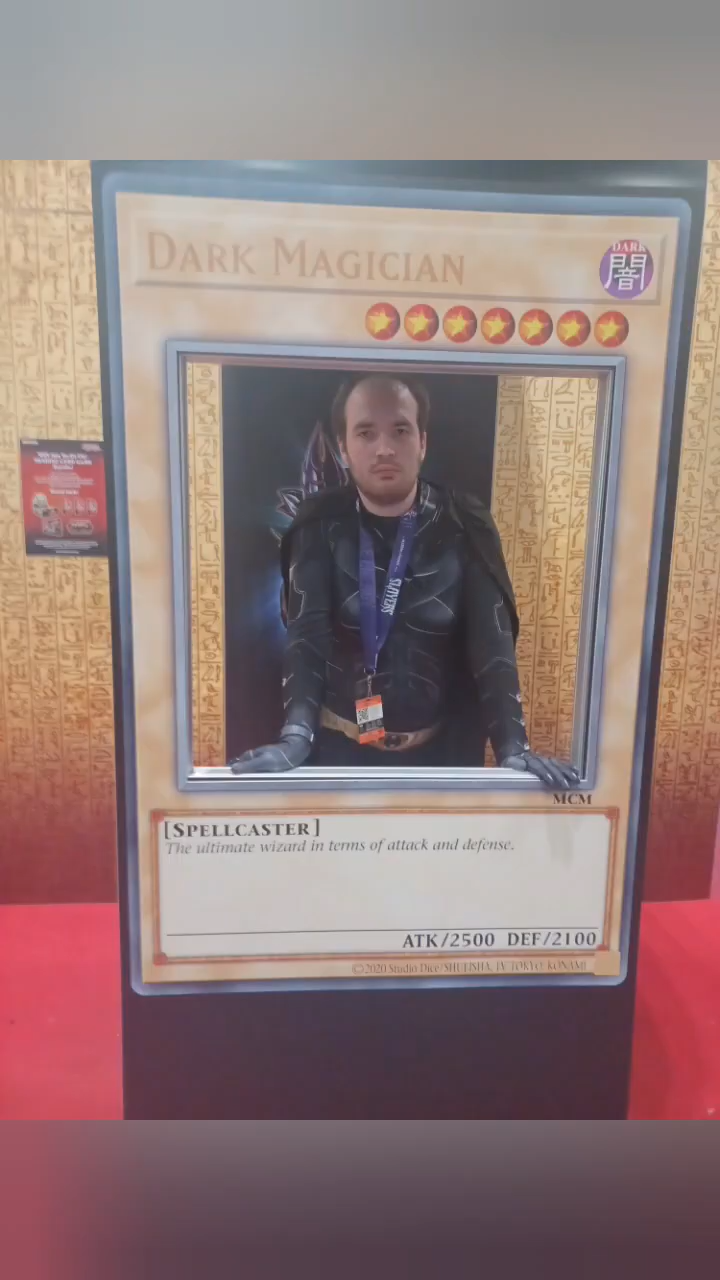 DARK MAGICIAN
DARK
闇
MCM
[SPELLCASTER]
The ultimate wizard in terms of attack and defense.
ATK/2500 DEF/2100
©2020 Studio Dice/SHUEISHA, TV TOKYO, KONAMI